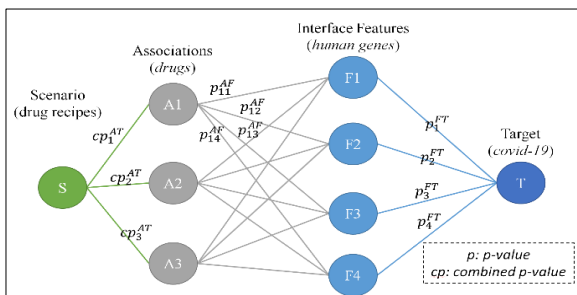 Interface Features
(human genes)
Associations
(drugs)
Scenario
(drug recipes)
Target
(covid-19)
A1
A2
A3
F1
F2
F3
F4
S
T
p₁₁ᴬᶠ
p₁₂ᴬᶠ
p₁₃ᴬᶠ
p₁₄ᴬᶠ
cp₁ᴬᵀ
cp₂ᴬᵀ
cp₃ᴬᵀ
p₁ᶠᵀ
p₂ᶠᵀ
p₃ᶠᵀ
p₄ᶠᵀ
p: p-value
cp: combined p-value